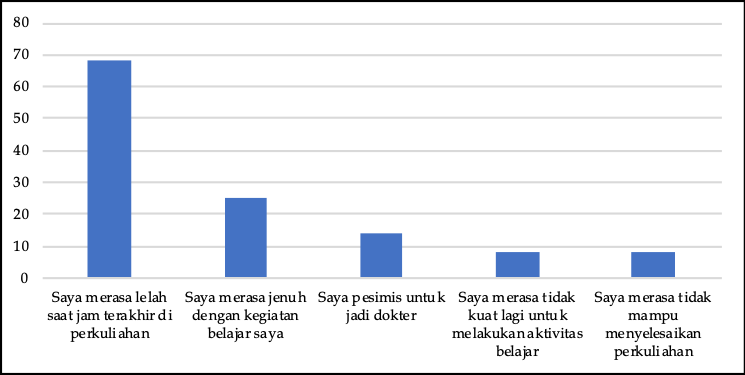 80
70
60
50
40
30
20
10
0
Saya merasa lelah
saat jam terakhir di
perkuliahan
Saya merasa jenuh
dengan kegiatan
belajar saya
Saya pesimis untuk
jadi dokter
Saya merasa tidak
kuat lagi untuk
melakukan aktivitas
belajar
Saya merasa tidak
mampu
menyelesaikan
perkuliahan